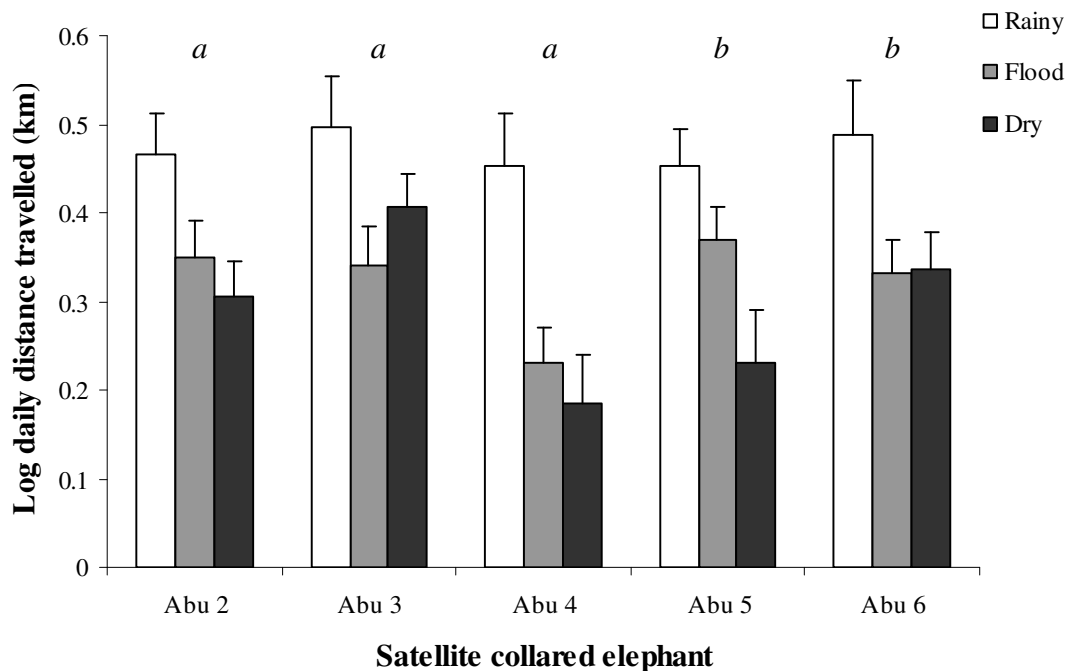 Rainy
Flood
Dry
Log daily distance travelled (km)
0.6
0.5
0.4
0.3
0.2
0.1
0
a a a b b
Abu 2 Abu 3 Abu 4 Abu 5 Abu 6
Satellite collared elephant